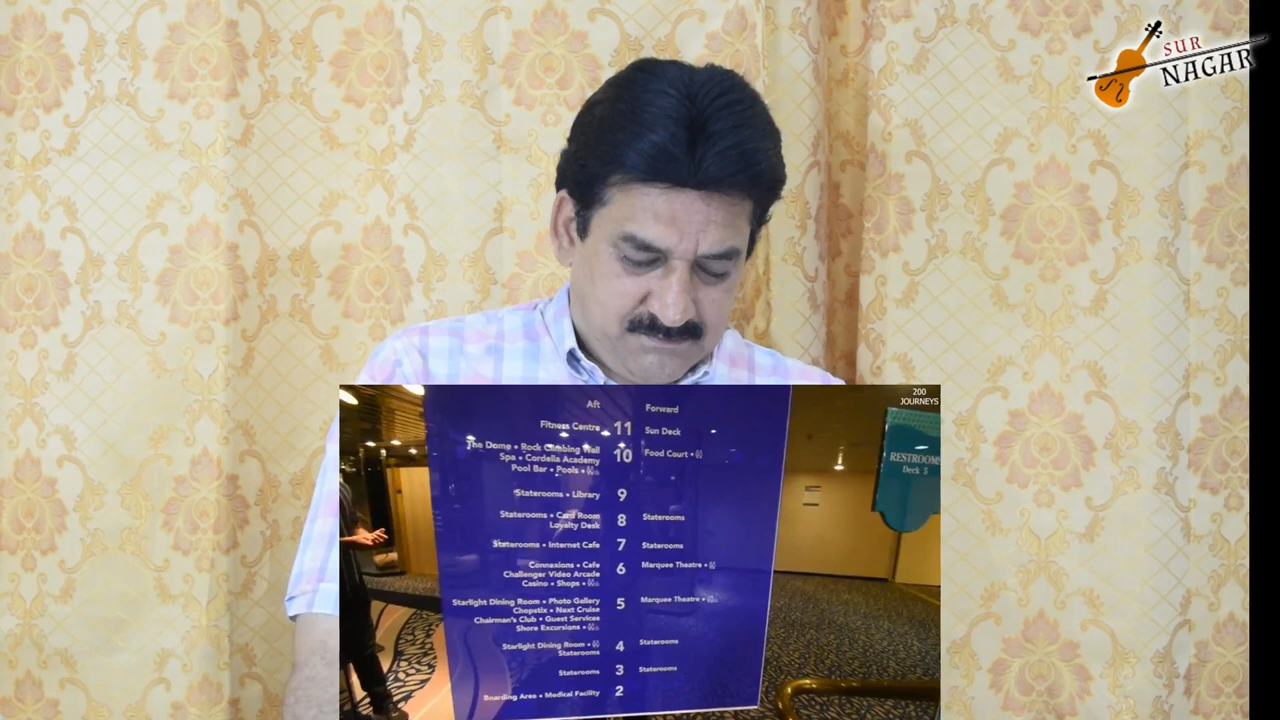 SUR
NAGAR
200
JOURNEYS
Aft Forward
Fitness Centre 11 Sun Deck
The Dome • Rock Climbing Wall
Spa • Cordelia Academy 10 Food Court •
Pool Bar • Pools •
Staterooms • Library 9
Staterooms • Card Room 8 Staterooms
Loyalty Desk
Staterooms • Internet Cafe 7 Staterooms
Connexions • Cafe 6 Marquee Theatre •
Challenger Video Arcade
Casino • Shops •
Starlight Dining Room • Photo Gallery 5 Marquee Theatre •
Chopstix • Next Cruise
Chairman's Club • Guest Services
Shore Excursions •
Starlight Dining Room • 4 Staterooms
Staterooms
Staterooms 3 Staterooms
Boarding Area • Medical Facility 2
RESTROOMS
Deck 5